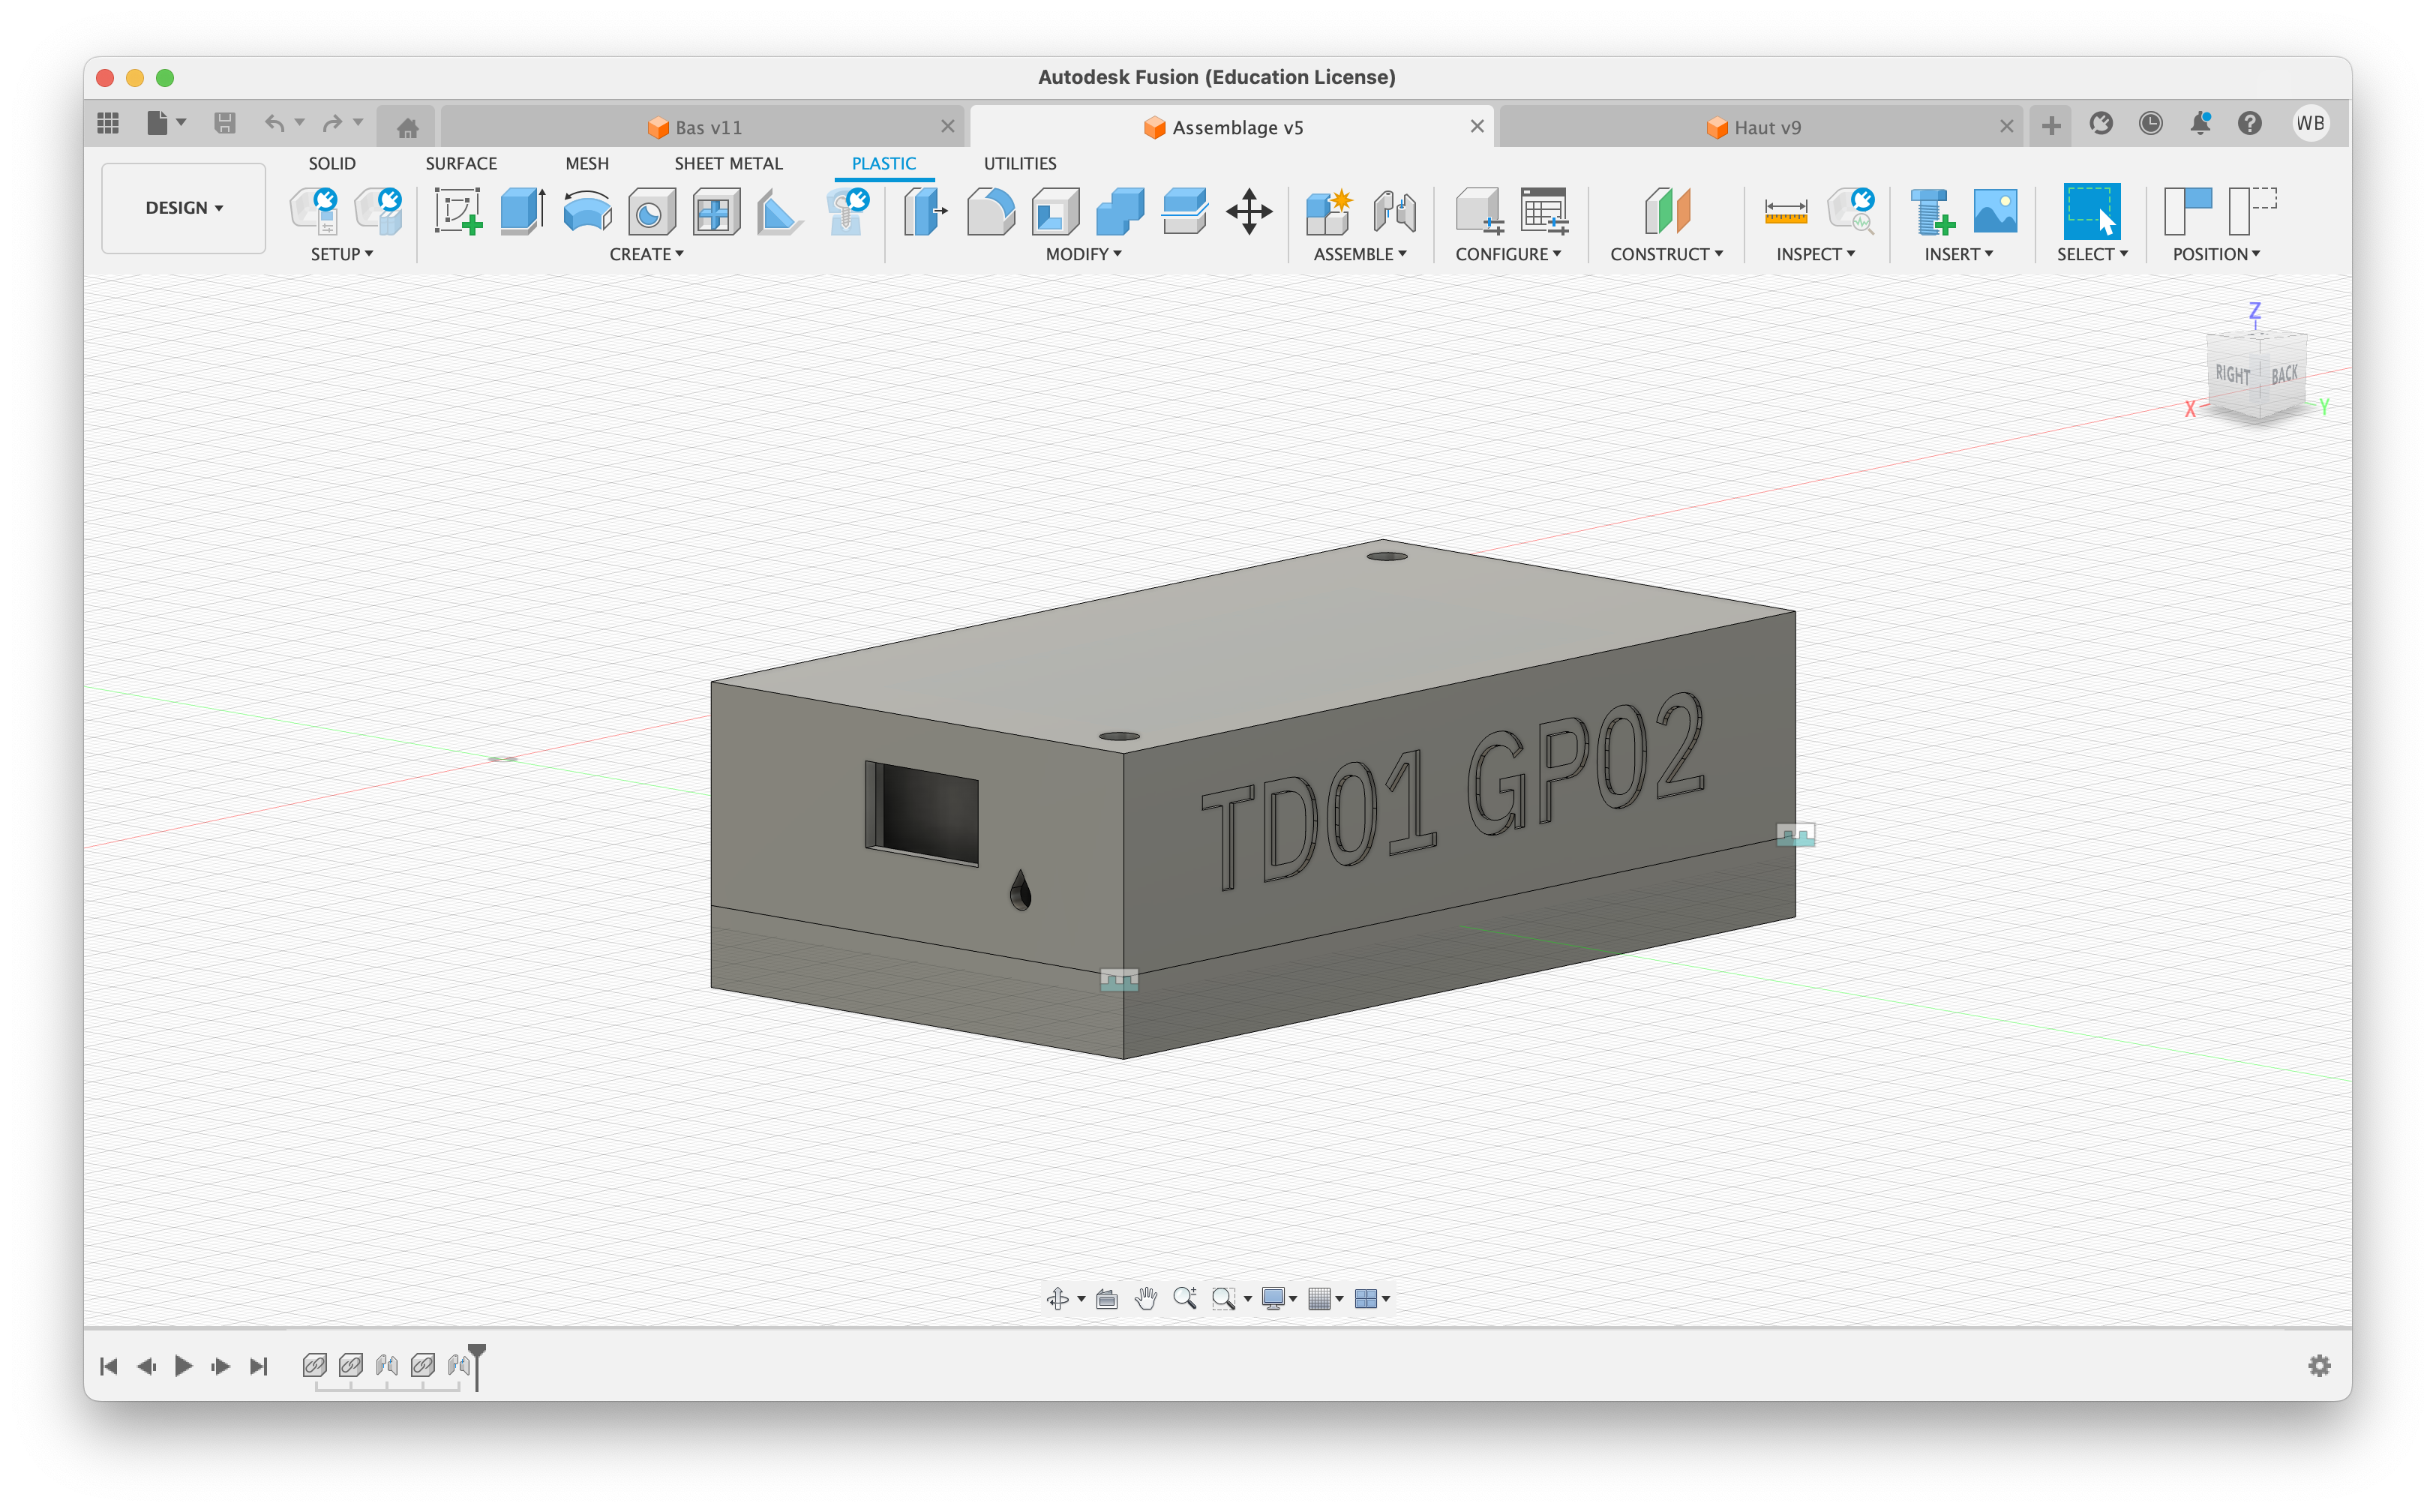 Autodesk Fusion (Education License)
Bas v11
Assemblage v5
Haut v9
WB
DESIGN
SOLID
SURFACE
MESH
SHEET METAL
PLASTIC
UTILITIES
SETUP
CREATE
MODIFY
ASSEMBLE
CONFIGURE
CONSTRUCT
INSPECT
INSERT
SELECT
POSITION
Z
RIGHT
BACK
X
Y
TD01 GP02